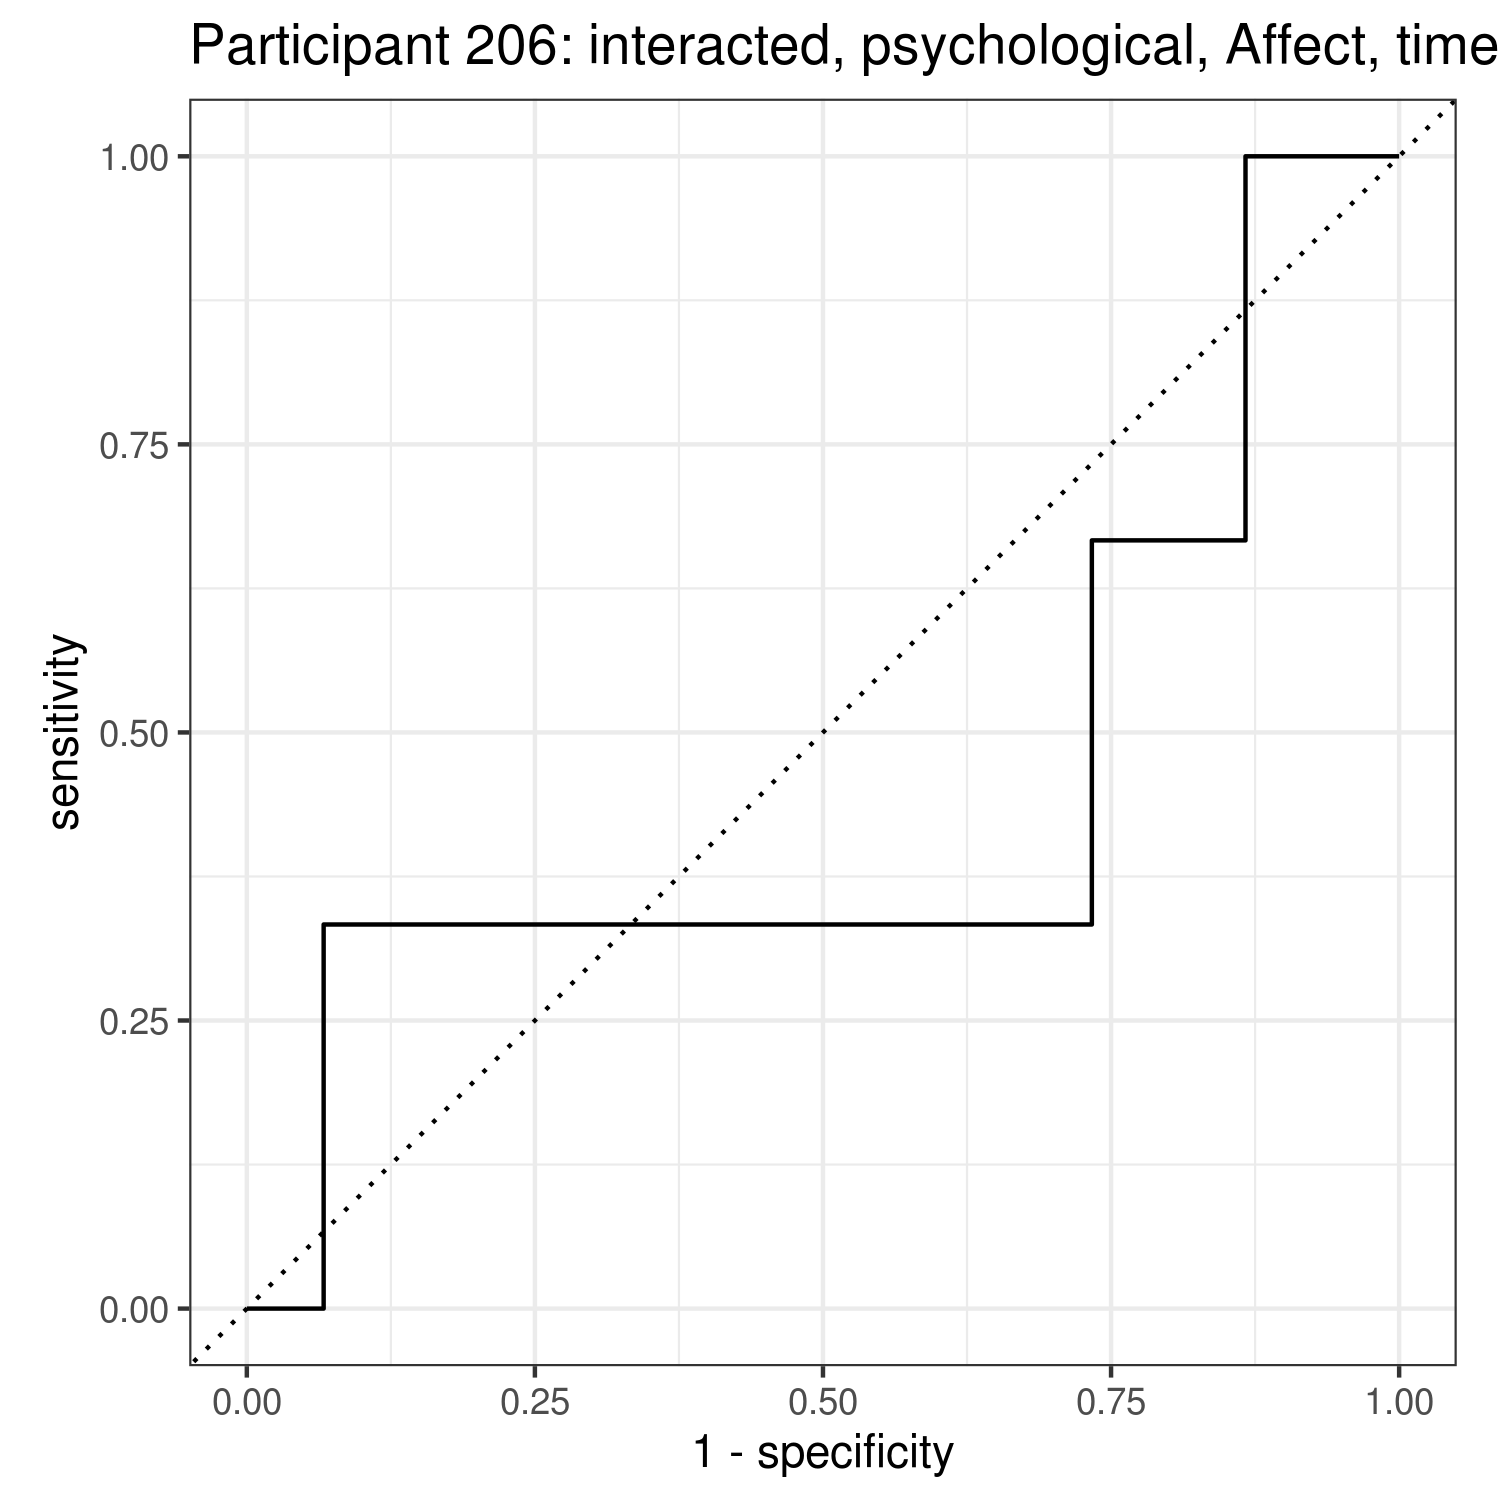 Participant 206: interacted, psychological, Affect, time
1.00
0.75
0.50
0.25
0.00
sensitivity
0.00 0.25 0.50 0.75 1.00
1 - specificity